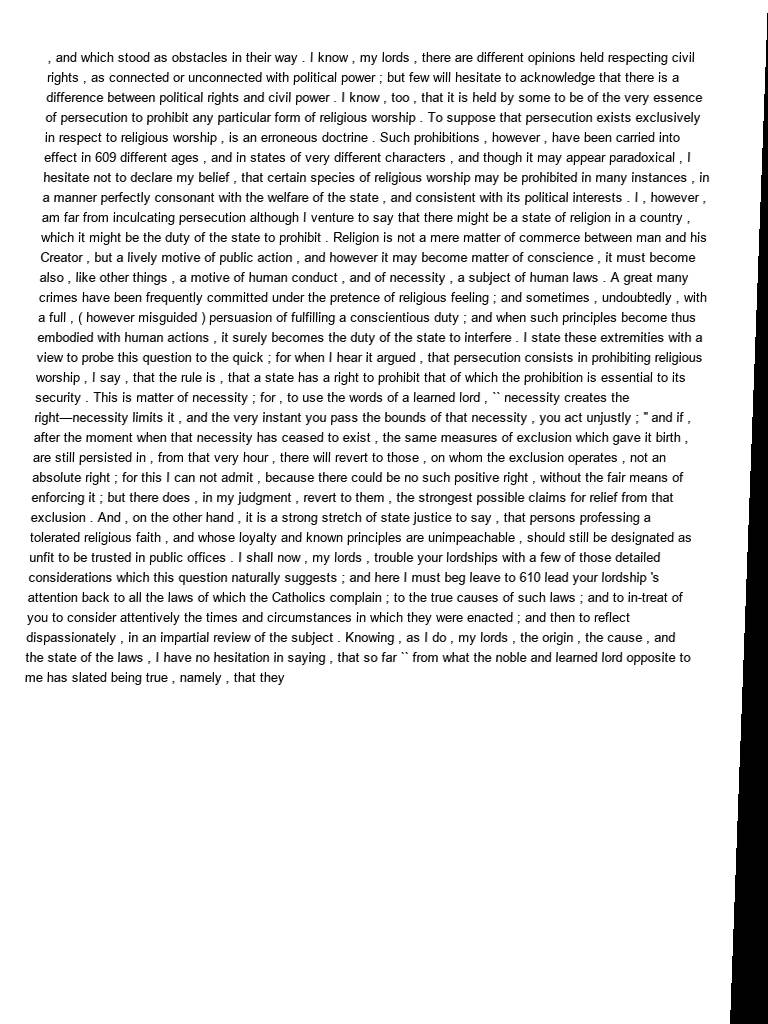 , and which stood as obstacles in their way . I know , my lords , there are different opinions held respecting civil
rights , as connected or unconnected with political power ; but few will hesitate to acknowledge that there is a
difference between political rights and civil power . I know , too , that it is held by some to be of the very essence
of persecution to prohibit any particular form of religious worship . To suppose that persecution exists exclusively
in respect to religious worship , is an erroneous doctrine . Such prohibitions , however , have been carried into
effect in 609 different ages , and in states of very different characters , and though it may appear paradoxical , I
hesitate not to declare my belief , that certain species of religious worship may be prohibited in many instances , in
a manner perfectly consonant with the welfare of the state , and consistent with its political interests . I , however ,
am far from inculcating persecution although I venture to say that there might be a state of religion in a country ,
which it might be the duty of the state to prohibit . Religion is not a mere matter of commerce between man and his
Creator , but a lively motive of public action , and however it may become matter of conscience , it must become
also , like other things , a motive of human conduct , and of necessity , a subject of human laws . A great many
crimes have been frequently committed under the pretence of religious feeling ; and sometimes , undoubtedly , with
a full , ( however misguided ) persuasion of fulfilling a conscientious duty ; and when such principles become thus
embodied with human actions , it surely becomes the duty of the state to interfere . I state these extremities with a
view to probe this question to the quick ; for when I hear it argued , that persecution consists in prohibiting religious
worship , I say , that the rule is , that a state has a right to prohibit that of which the prohibition is essential to its
security . This is matter of necessity ; for , to use the words of a learned lord , `` necessity creates the
right—necessity limits it , and the very instant you pass the bounds of that necessity , you act unjustly ; " and if ,
after the moment when that necessity has ceased to exist , the same measures of exclusion which gave it birth ,
are still persisted in , from that very hour , there will revert to those , on whom the exclusion operates , not an
absolute right ; for this I can not admit , because there could be no such positive right , without the fair means of
enforcing it ; but there does , in my judgment , revert to them , the strongest possible claims for relief from that
exclusion . And , on the other hand , it is a strong stretch of state justice to say , that persons professing a
tolerated religious faith , and whose loyalty and known principles are unimpeachable , should still be designated as
unfit to be trusted in public offices . I shall now , my lords , trouble your lordships with a few of those detailed
considerations which this question naturally suggests ; and here I must beg leave to 610 lead your lordship 's
attention back to all the laws of which the Catholics complain ; to the true causes of such laws ; and to in-treat of
you to consider attentively the times and circumstances in which they were enacted ; and then to reflect
dispassionately , in an impartial review of the subject . Knowing , as I do , my lords , the origin , the cause , and
the state of the laws , I have no hesitation in saying , that so far `` from what the noble and learned lord opposite to
me has slated being true , namely , that they